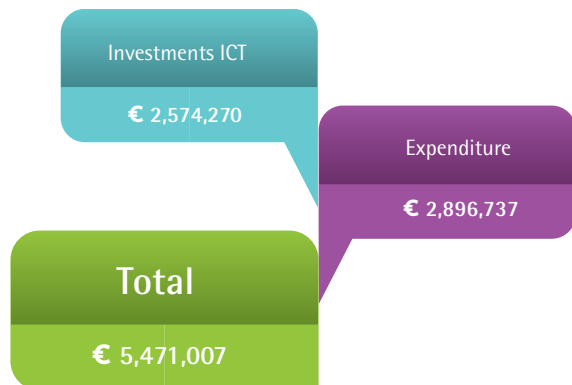 Investments ICT
€ 2,574,270
Expenditure
€ 2,896,737
Total
€ 5,471,007